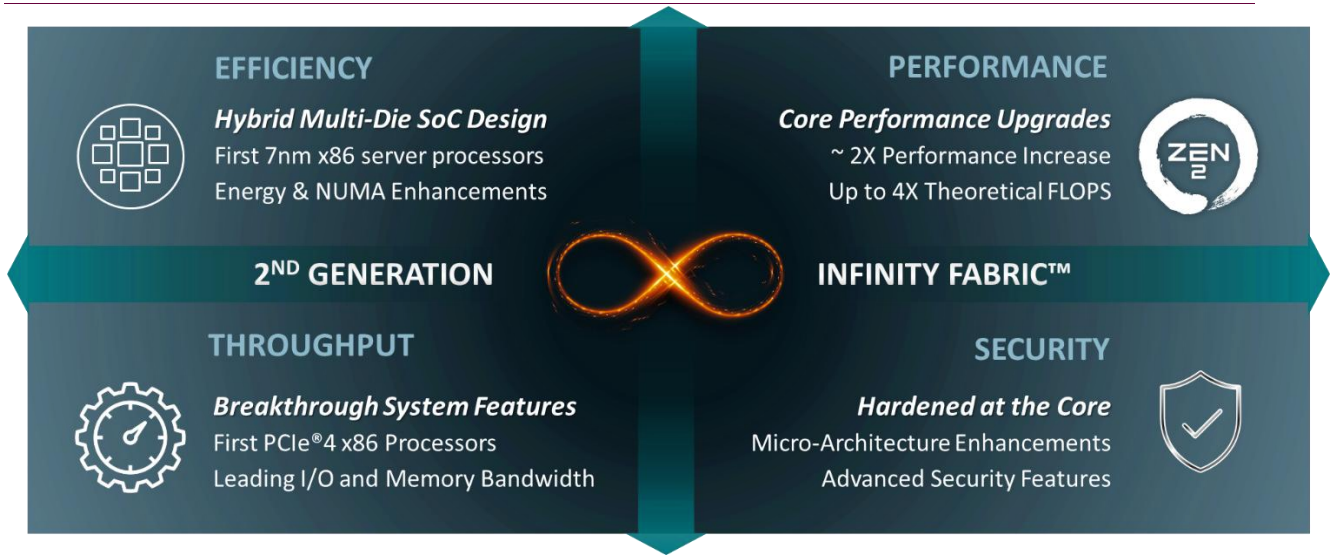 EFFICIENCY
Hybrid Multi-Die SoC Design
First 7nm x86 server processors
Energy & NUMA Enhancements
PERFORMANCE
Core Performance Upgrades
~ 2X Performance Increase
Up to 4X Theoretical FLOPS
ZEN
2
2ND GENERATION
INFINITY FABRIC™
THROUGHPUT
Breakthrough System Features
First PCIe®4 x86 Processors
Leading I/O and Memory Bandwidth
SECURITY
Hardened at the Core
Micro-Architecture Enhancements
Advanced Security Features